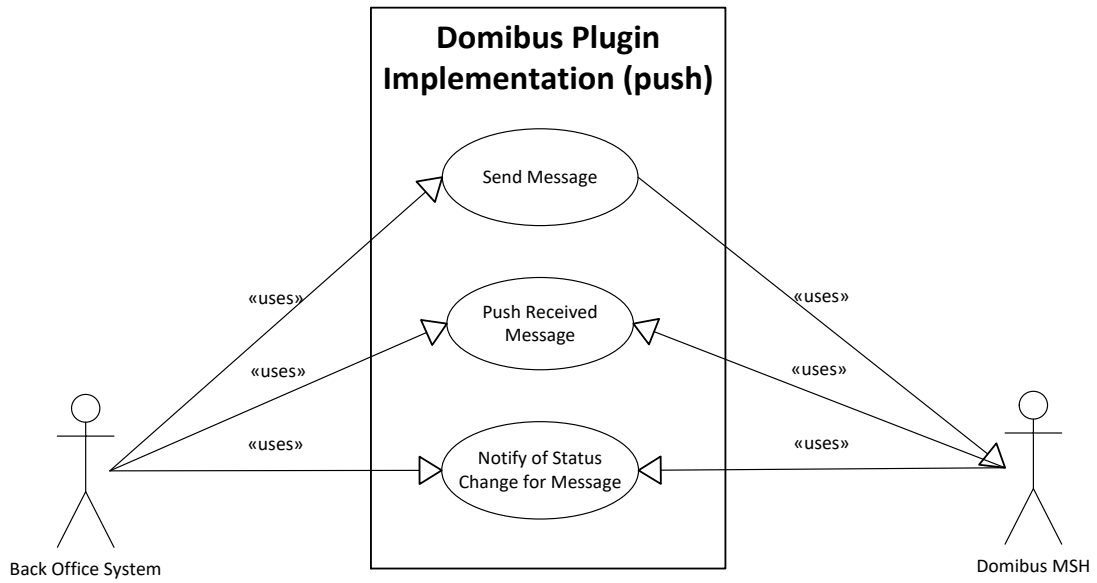 Domibus Plugin
Implementation (push)
Send Message
«uses»
«uses»
Push Received
Message
«uses»
«uses»
«uses»
«uses»
Notify of Status
Change for Message
Back Office System
Domibus MSH